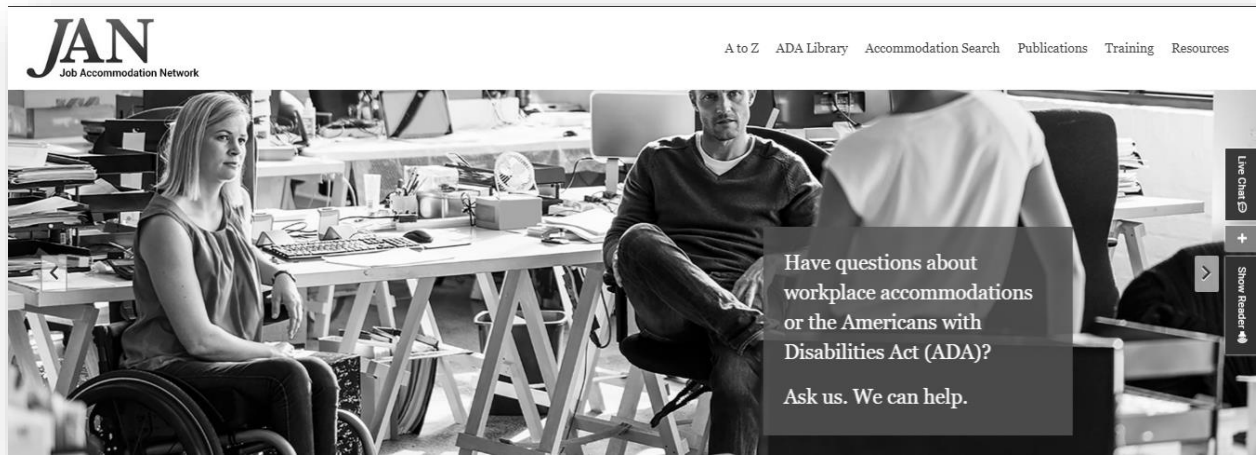 JAN
Job Accommodation Network
A to Z ADA Library Accommodation Search Publications Training Resources
Live Chat
+
Show Reader
Have questions about
workplace accommodations
or the Americans with
Disabilities Act (ADA)?
Ask us. We can help.